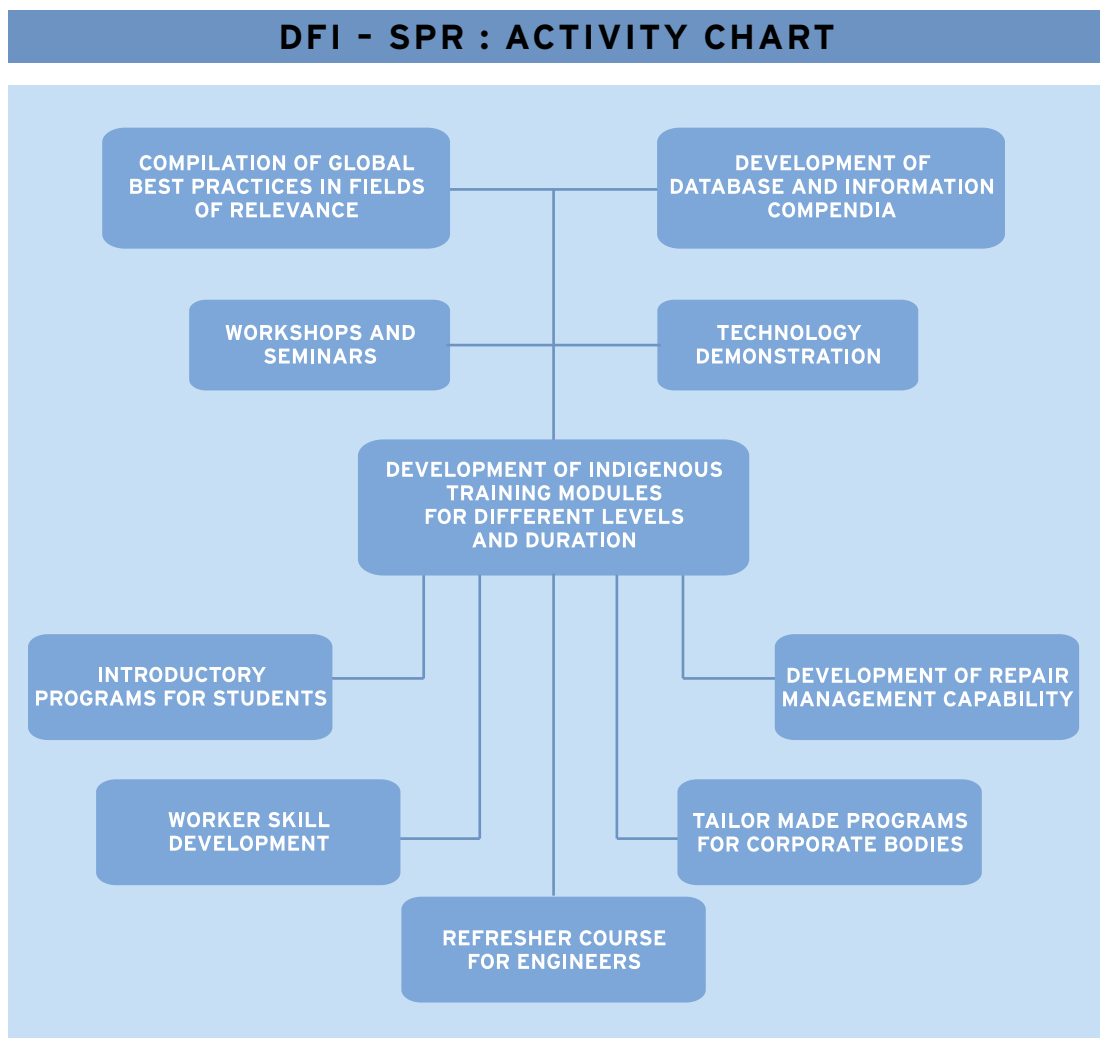 DFI – SPR : ACTIVITY CHART
COMPILATION OF GLOBAL
BEST PRACTICES IN FIELDS
OF RELEVANCE
DEVELOPMENT OF
DATABASE AND INFORMATION
COMPENDIA
WORKSHOPS AND
SEMINARS
TECHNOLOGY
DEMONSTRATION
DEVELOPMENT OF INDIGENOUS
TRAINING MODULES
FOR DIFFERENT LEVELS
AND DURATION
INTRODUCTORY
PROGRAMS FOR STUDENTS
DEVELOPMENT OF REPAIR
MANAGEMENT CAPABILITY
WORKER SKILL
DEVELOPMENT
TAILOR MADE PROGRAMS
FOR CORPORATE BODIES
REFRESHER COURSE
FOR ENGINEERS